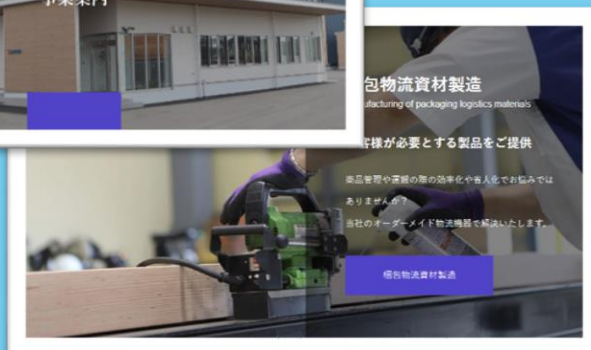 事業案内
包物流資材製造
ufacturing of packaging logistics materials
客様が必要とする製品をご提供
商品管理や運搬の際の効率化や省人化でお悩みでは
ありませんか？
当社のオーダーメイド物流機器で解決いたします。
梱包物流資材製造